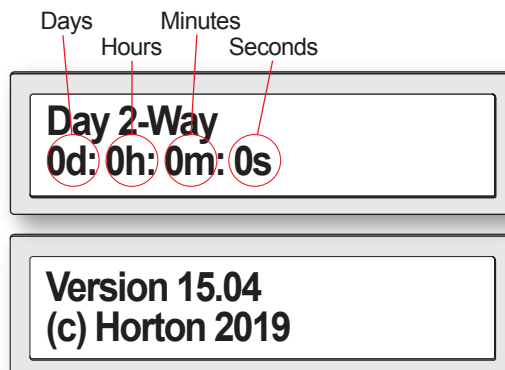 Days Minutes
Hours Seconds
Day 2-Way
0d: 0h: 0m: 0s
Version 15.04
(c) Horton 2019